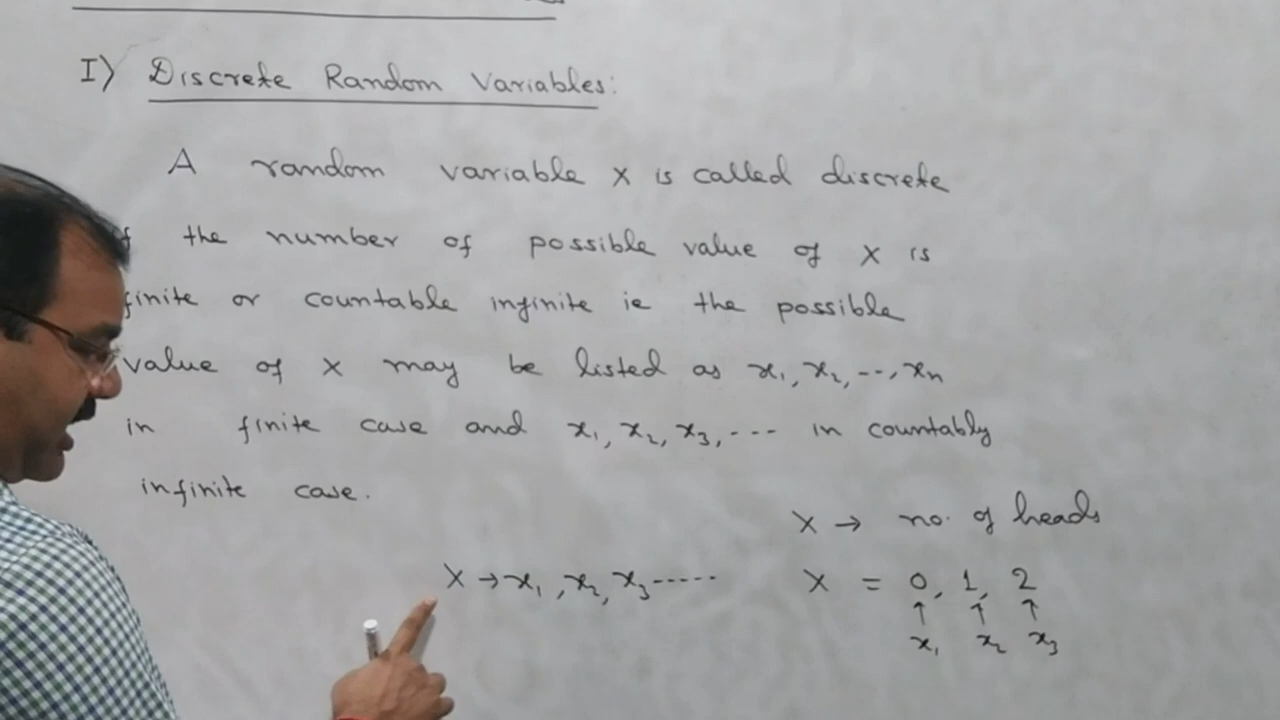 I) Discrete Random Variables:
A random variable X is called discrete
the number of possible value of X is
finite or countable infinite ie the possible
value of X may be listed as x₁, x₂, --, xₙ
in finite case and x₁, x₂, x₃, --- in countably
infinite case.
X → no. of heads
X → x₁, x₂, x₃-----
X = 0, 1, 2
↑ ↑ ↑
x₁ x₂ x₃